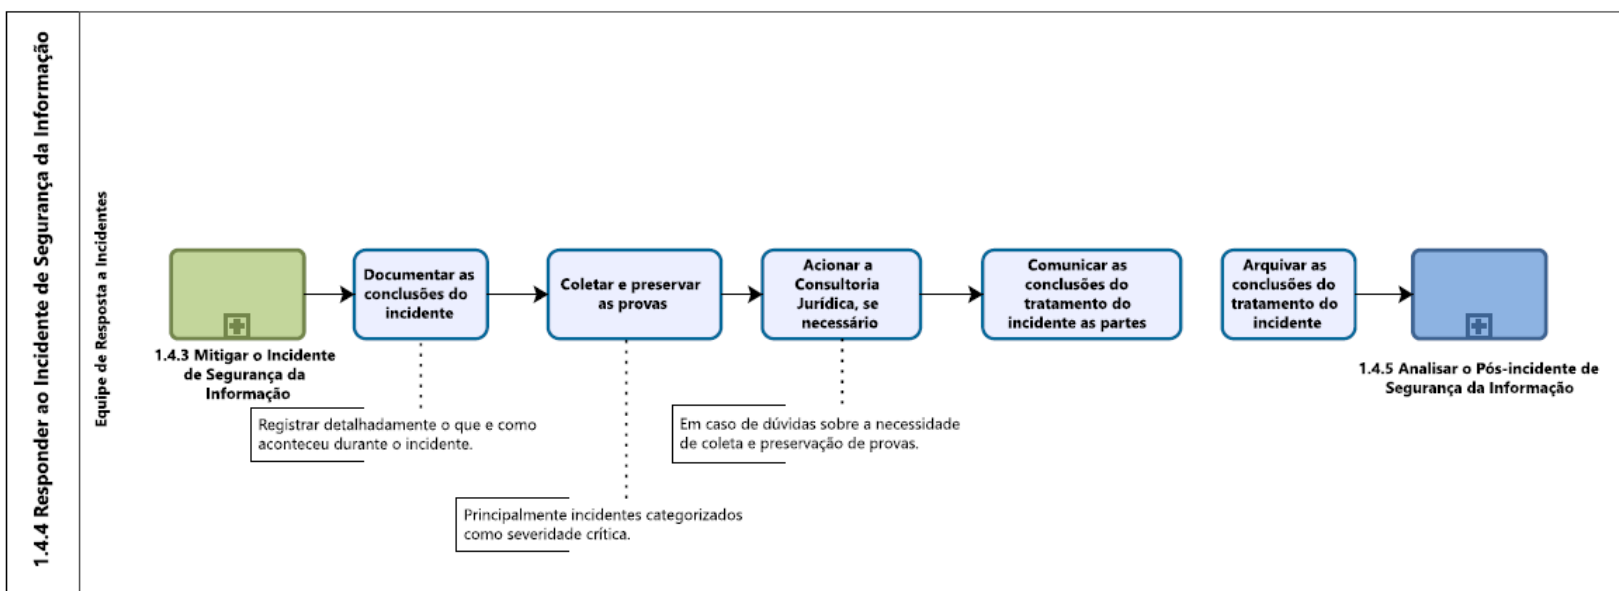 1.4.4 Responder ao Incidente de Segurança da Informação
Equipe de Resposta a Incidentes
1.4.3 Mitigar o Incidente
de Segurança da
Informação
Documentar as
conclusões do
incidente
Registrar detalhadamente o que e como
aconteceu durante o incidente.
Coletar e preservar
as provas
Principalmente incidentes categorizados
como severidade crítica.
Acionar a
Consultoria
Jurídica, se
necessário
Em caso de dúvidas sobre a necessidade
de coleta e preservação de provas.
Comunicar as
conclusões do
tratamento do
incidente as partes
Arquivar as
conclusões do
tratamento do
incidente
1.4.5 Analisar o Pós-incidente de
Segurança da Informação